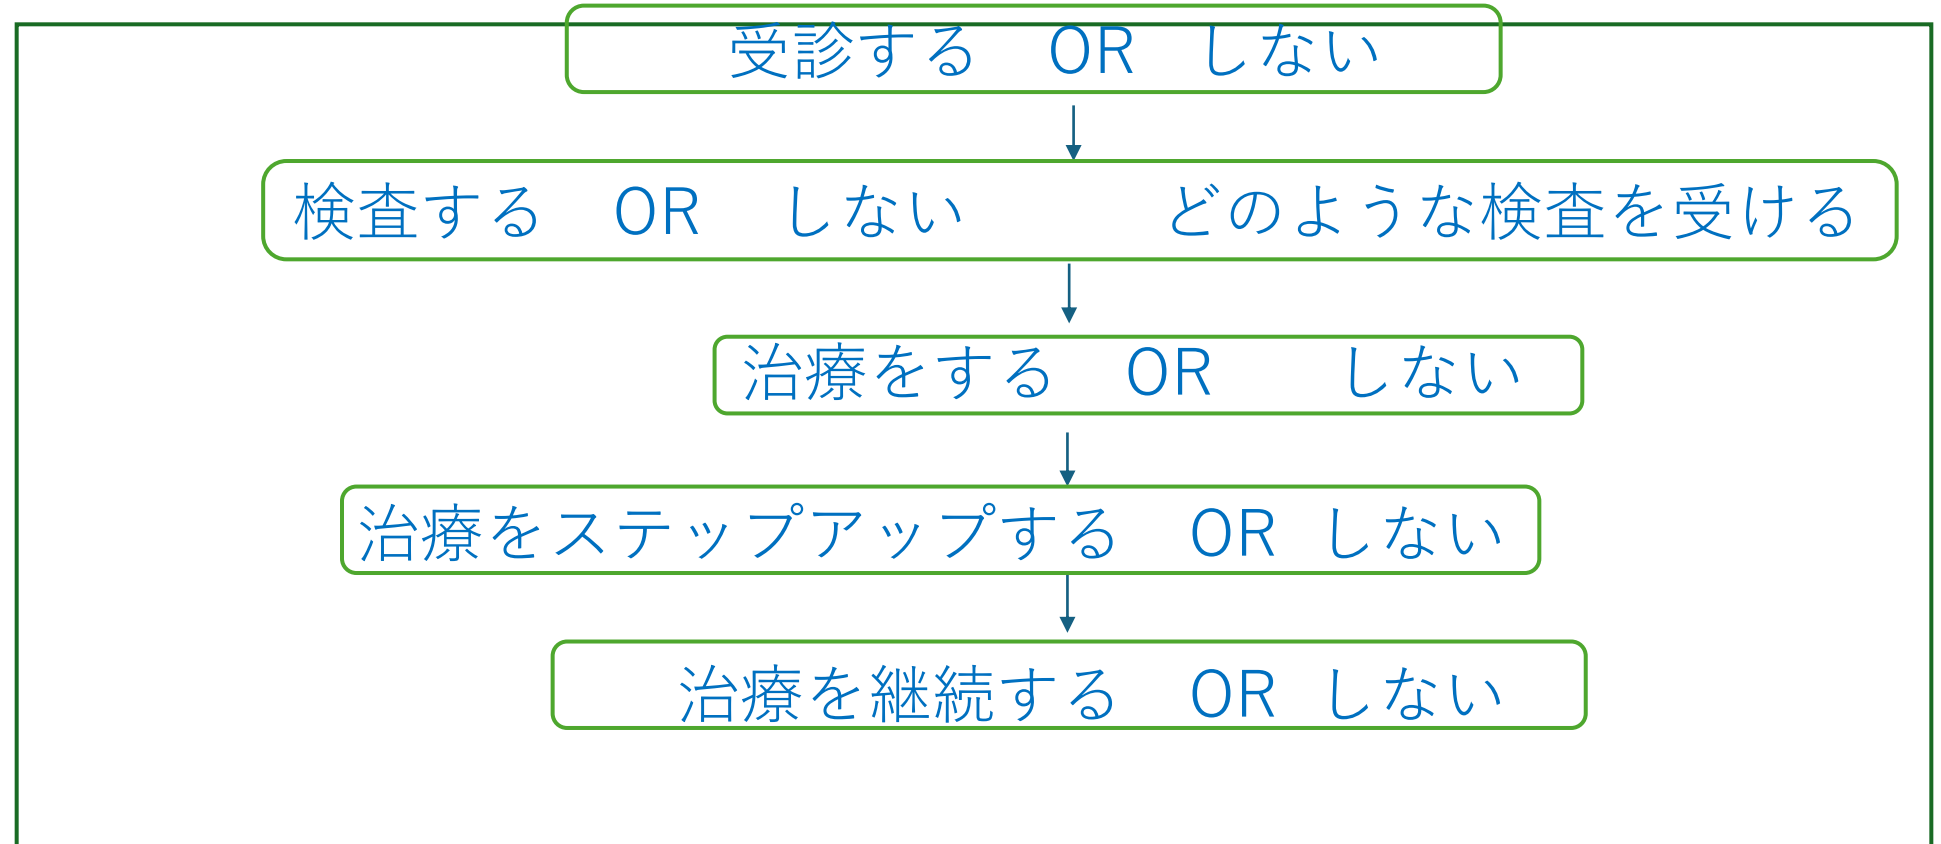 受診する　OR　しない
検査する　OR　しない　　　どのような検査を受ける
治療をする　OR　　しない
治療をステップアップする　OR　しない
治療を継続する　OR　しない